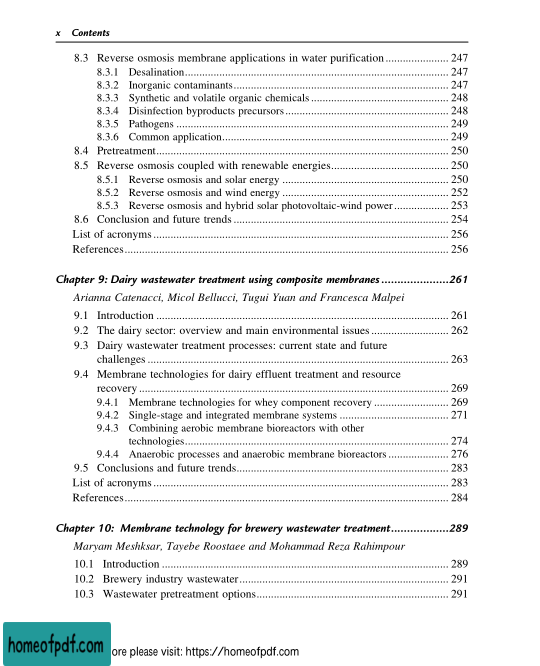 x Contents
8.3 Reverse osmosis membrane applications in water purification ...................... 247
8.3.1 Desalination............................................................................................ 247
8.3.2 Inorganic contaminants........................................................................... 247
8.3.3 Synthetic and volatile organic chemicals ................................................ 248
8.3.4 Disinfection byproducts precursors......................................................... 248
8.3.5 Pathogens ............................................................................................... 249
8.3.6 Common application............................................................................... 249
8.4 Pretreatment...................................................................................................... 250
8.5 Reverse osmosis coupled with renewable energies......................................... 250
8.5.1 Reverse osmosis and solar energy .......................................................... 250
8.5.2 Reverse osmosis and wind energy .......................................................... 252
8.5.3 Reverse osmosis and hybrid solar photovoltaic-wind power................... 253
8.6 Conclusion and future trends ........................................................................... 254
List of acronyms ....................................................................................................... 256
References................................................................................................................. 256
Chapter 9: Dairy wastewater treatment using composite membranes .....................261
Arianna Catenacci, Micol Bellucci, Tugui Yuan and Francesca Malpei
9.1 Introduction ...................................................................................................... 261
9.2 The dairy sector: overview and main environmental issues ........................... 262
9.3 Dairy wastewater treatment processes: current state and future
challenges ......................................................................................................... 263
9.4 Membrane technologies for dairy effluent treatment and resource
recovery ............................................................................................................ 269
9.4.1 Membrane technologies for whey component recovery .......................... 269
9.4.2 Single-stage and integrated membrane systems ...................................... 271
9.4.3 Combining aerobic membrane bioreactors with other
technologies............................................................................................ 274
9.4.4 Anaerobic processes and anaerobic membrane bioreactors ..................... 276
9.5 Conclusions and future trends.......................................................................... 283
List of acronyms ....................................................................................................... 283
References................................................................................................................. 284
Chapter 10: Membrane technology for brewery wastewater treatment..................289
Maryam Meshksar, Tayebe Roostaee and Mohammad Reza Rahimpour
10.1 Introduction .................................................................................................... 289
10.2 Brewery industry wastewater......................................................................... 291
10.3 Wastewater pretreatment options................................................................... 291
homeofpdf.com
ore please visit: https://homeofpdf.com